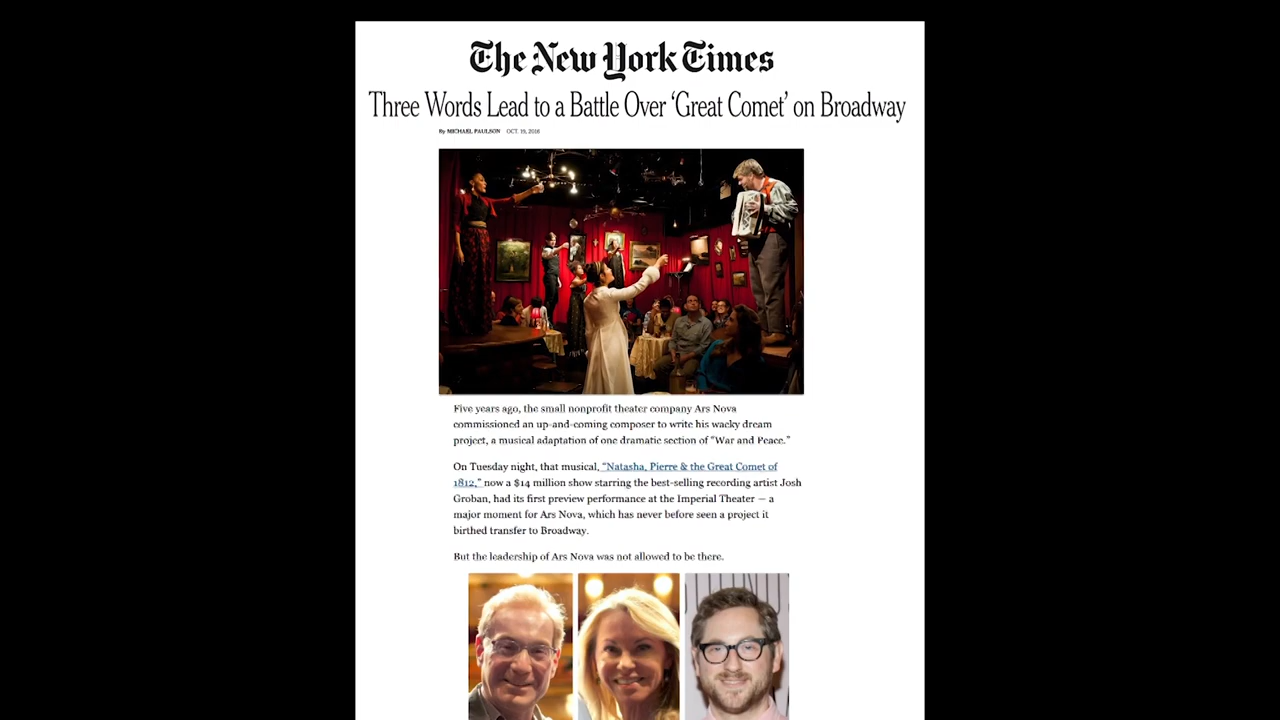 The New York Times
Three Words Lead to a Battle Over ‘Great Comet’ on Broadway
By MICHAEL PAULSON OCT. 19, 2016
Five years ago, the small nonprofit theater company Ars Nova
commissioned an up-and-coming composer to write his wacky dream
project, a musical adaptation of one dramatic section of “War and Peace.”
On Tuesday night, that musical, “Natasha, Pierre & the Great Comet of
1812,” now a $14 million show starring the best-selling recording artist Josh
Groban, had its first preview performance at the Imperial Theater — a
major moment for Ars Nova, which has never before seen a project it
birthed transfer to Broadway.
But the leadership of Ars Nova was not allowed to be there.